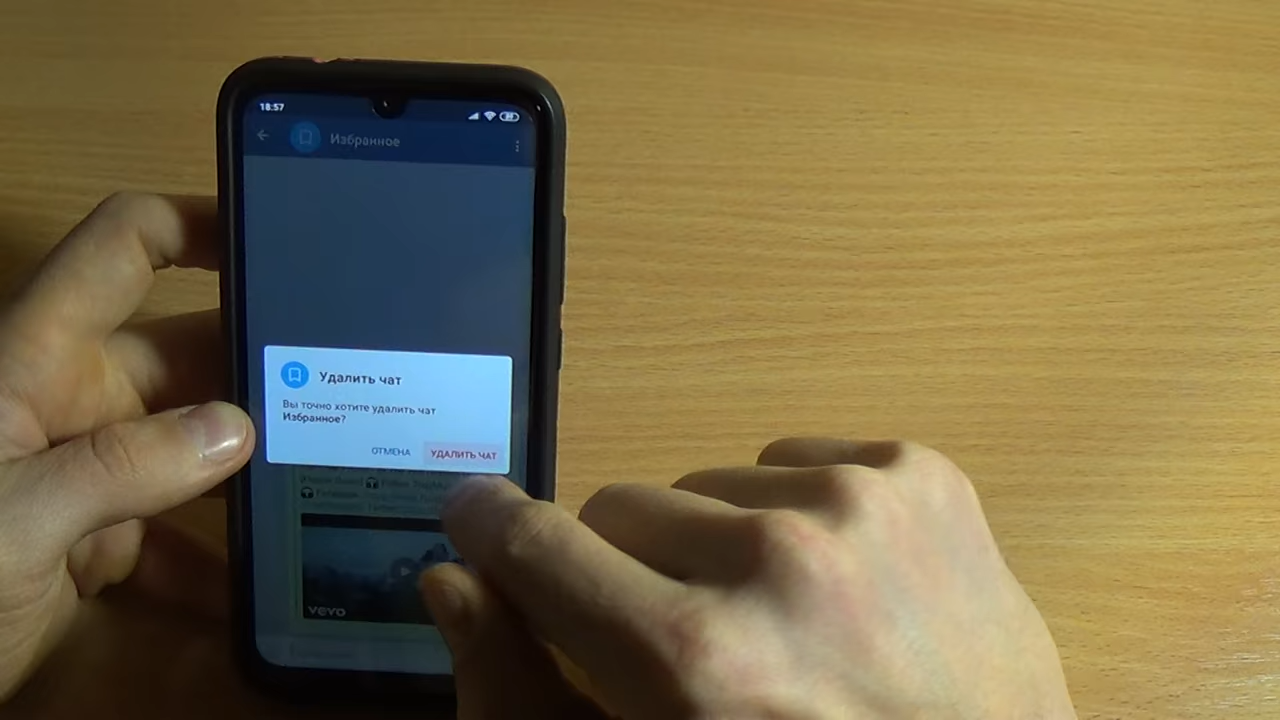 18:57
Избранное
Удалить чат
Вы точно хотите удалить чат
Избранное?
ОТМЕНА УДАЛИТЬ ЧАТ
vevo